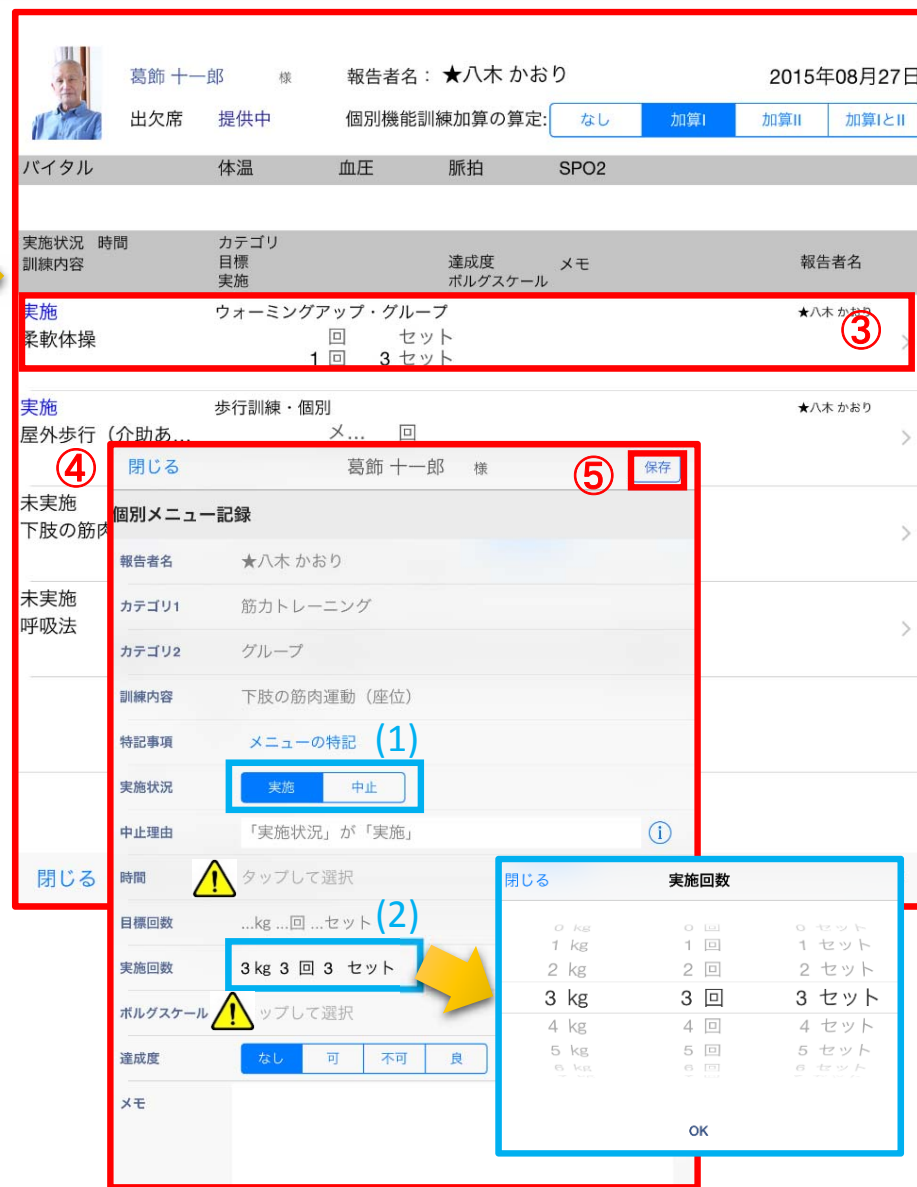 葛飾 十一郎 様 報告者名： ★八木 かおり 2015年08月27日
出欠席 提供中 個別機能訓練加算の算定: なし 加算I 加算II 加算IとII
バイタル 体温 血圧 脈拍 SPO2
実施状況 時間 カテゴリ
訓練内容 目標 達成度 メモ 報告者名
実施 ボルグスケール
実施 ウォーミングアップ・グループ ★八木 かおり
③
柔軟体操 回 セット
1 回 3 セット
実施 歩行訓練・個別 ★八木 かおり
屋外歩行（介助あ... メ... 回
④
未実施
下肢の筋肉
未実施
呼吸法
閉じる
閉じる 葛飾 十一郎 様 ⑤ 保存
個別メニュー記録
報告者名 ★八木 かおり
カテゴリ1 筋力トレーニング
カテゴリ2 グループ
訓練内容 下肢の筋肉運動（座位）
特記事項 メニューの特記 (1)
実施状況 実施 中止
中止理由 「実施状況」が「実施」
時間 タップして選択
目標回数 ...kg ...回 ...セット (2)
実施回数 3 kg 3 回 3 セット
ボルグスケール ップして選択
達成度 なし 可 不可 良
メモ
閉じる 実施回数
0 kg 0 回 0 セット
1 kg 1 回 1 セット
2 kg 2 回 2 セット
3 kg 3 回 3 セット
4 kg 4 回 4 セット
5 kg 5 回 5 セット
6 kg 6 回 6 セット
OK